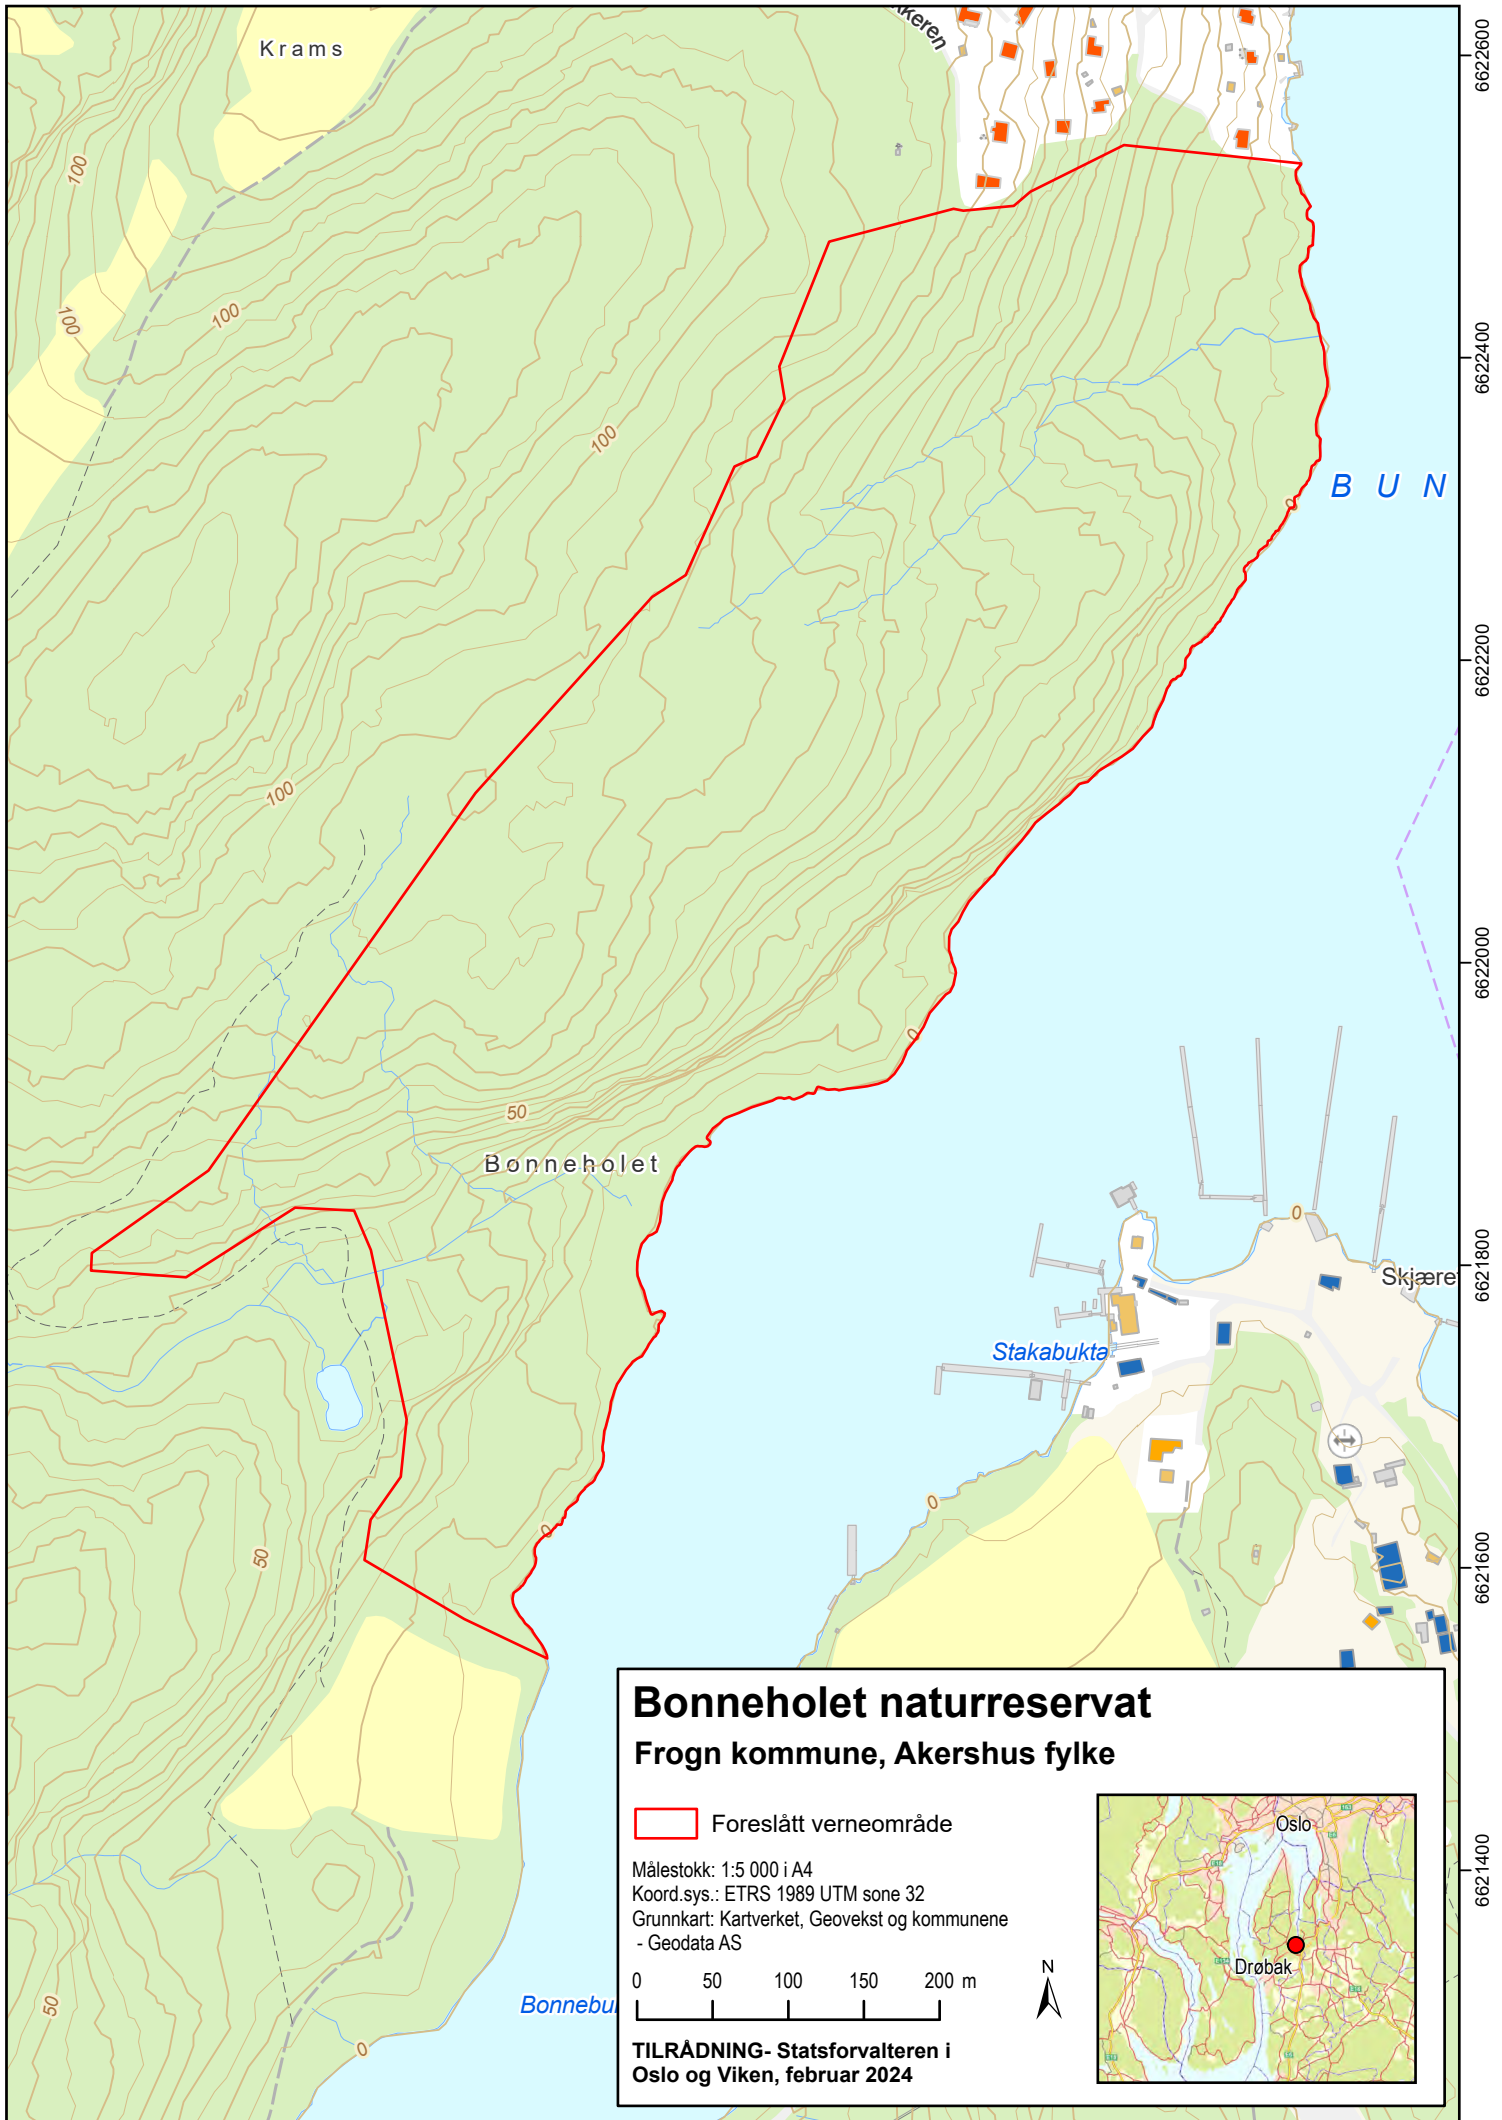 Krams
keren
6622600
100
100
100
100
6622400
B U N
0
6622200
100
6622000
0
50
Bonneholet
0
6621800
Skjære
Stakabukta
0
0
50
6621600
Bonneholet naturreservat
Frogn kommune, Akershus fylke
Foreslått verneområde
Målestokk: 1:5 000 i A4
Koord.sys.: ETRS 1989 UTM sone 32
Grunnkart: Kartverket, Geovekst og kommunene
- Geodata AS
0 50 100 150 200 m
N
TILRÅDNING- Statsforvalteren i
Oslo og Viken, februar 2024
Oslo
Drøbak
6621400
50
Bonnebu
0